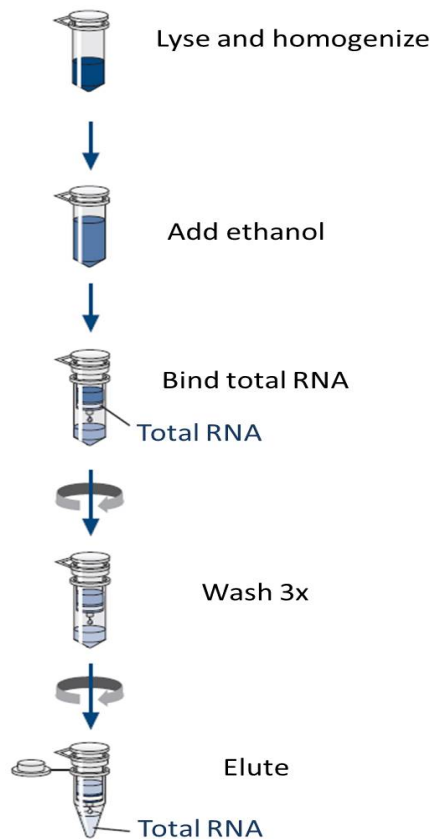 Lyse and homogenize
Add ethanol
Bind total RNA
Total RNA
Wash 3x
Elute
Total RNA